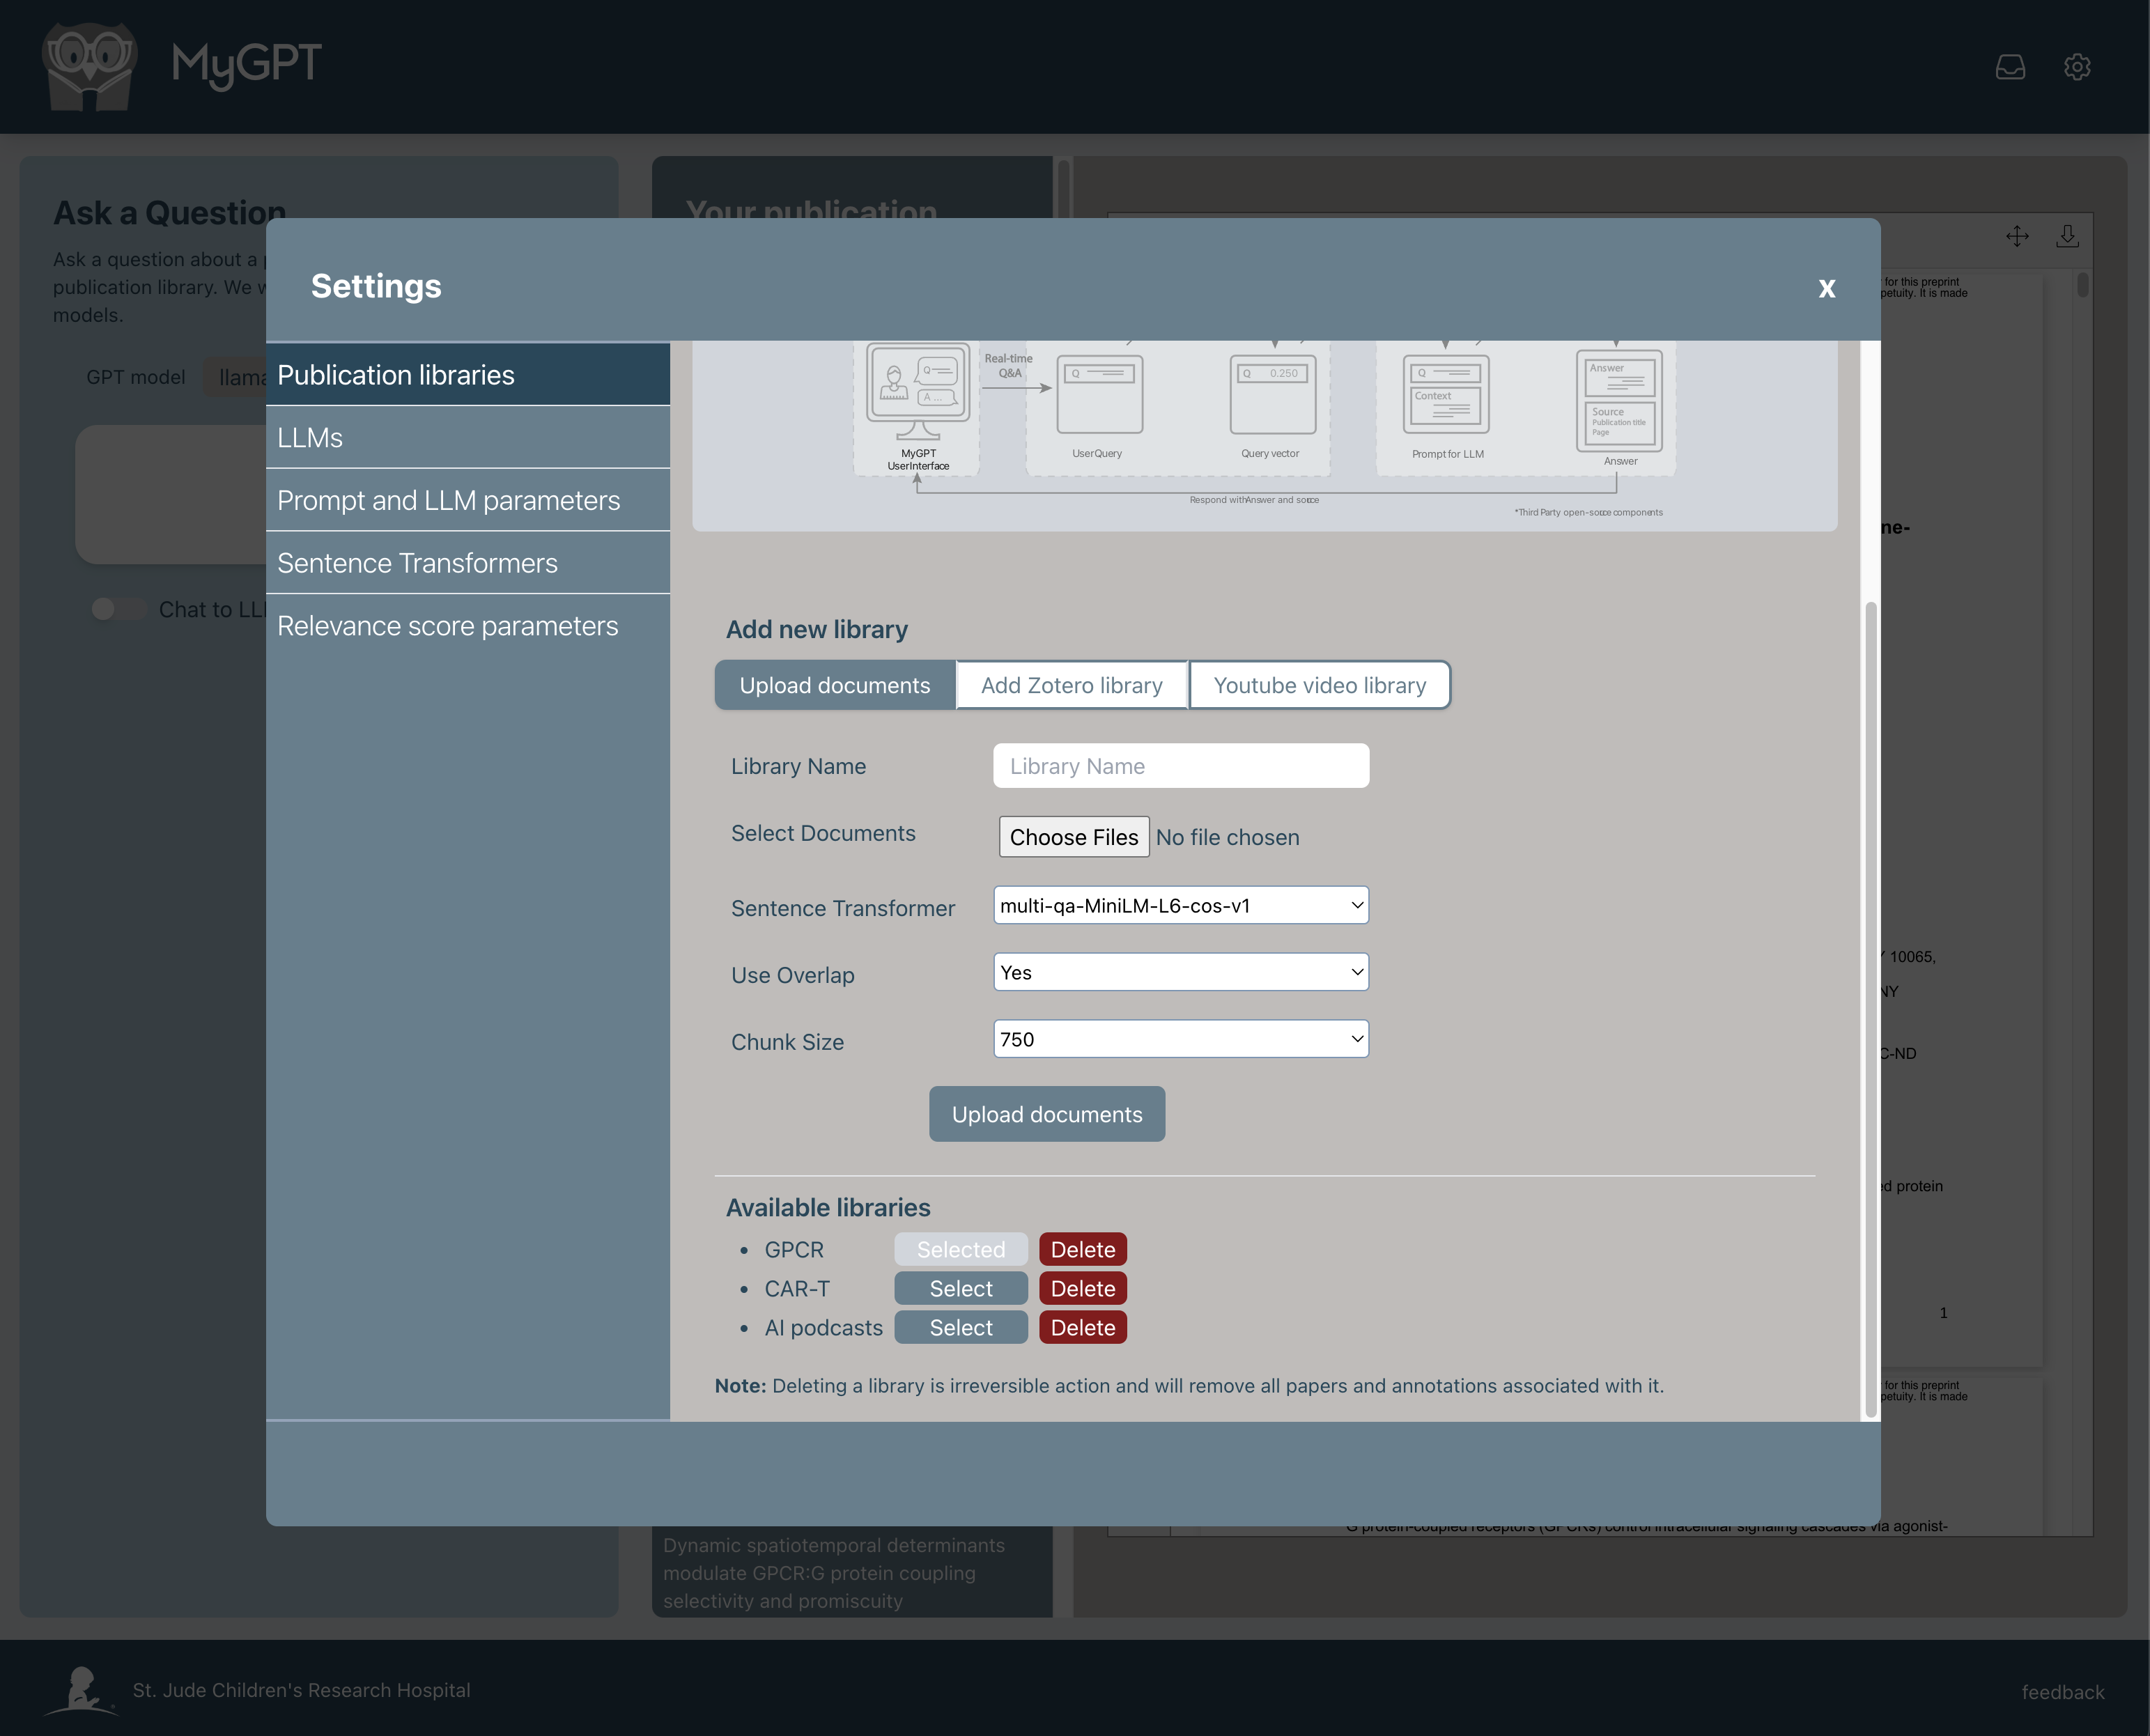 MyGPT
Ask a Question
Ask a question about a
publication library. We w
models.
GPT model
llama
Chat to LL
Your publication
Settings
X
Publication libraries
LLMs
Prompt and LLM parameters
Sentence Transformers
Relevance score parameters
Real-time
Q&A
Q
A ...
Q
Q 0.250
Q
Context
Answer
Source
Publication title
Page
MyGPT
UserInterface
UserQuery
Query vector
Prompt for LLM
Answer
Respond withAnswer and source
*Third Party open-source components
Add new library
Upload documents
Add Zotero library
Youtube video library
Library Name
Library Name
Select Documents
Choose Files No file chosen
Sentence Transformer
multi-qa-MiniLM-L6-cos-v1
Use Overlap
Yes
Chunk Size
750
Upload documents
Available libraries
• GPCR Selected Delete
• CAR-T Select Delete
• AI podcasts Select Delete
Note: Deleting a library is irreversible action and will remove all papers and annotations associated with it.
for this preprint
petuity. It is made
ne-
10065,
NY
C-ND
d protein
1
for this preprint
petuity. It is made
G protein-coupled receptors (GPCRs) control intracellular signaling cascades via agonist-
Dynamic spatiotemporal determinants
modulate GPCR:G protein coupling
selectivity and promiscuity
St. Jude Children's Research Hospital
feedback